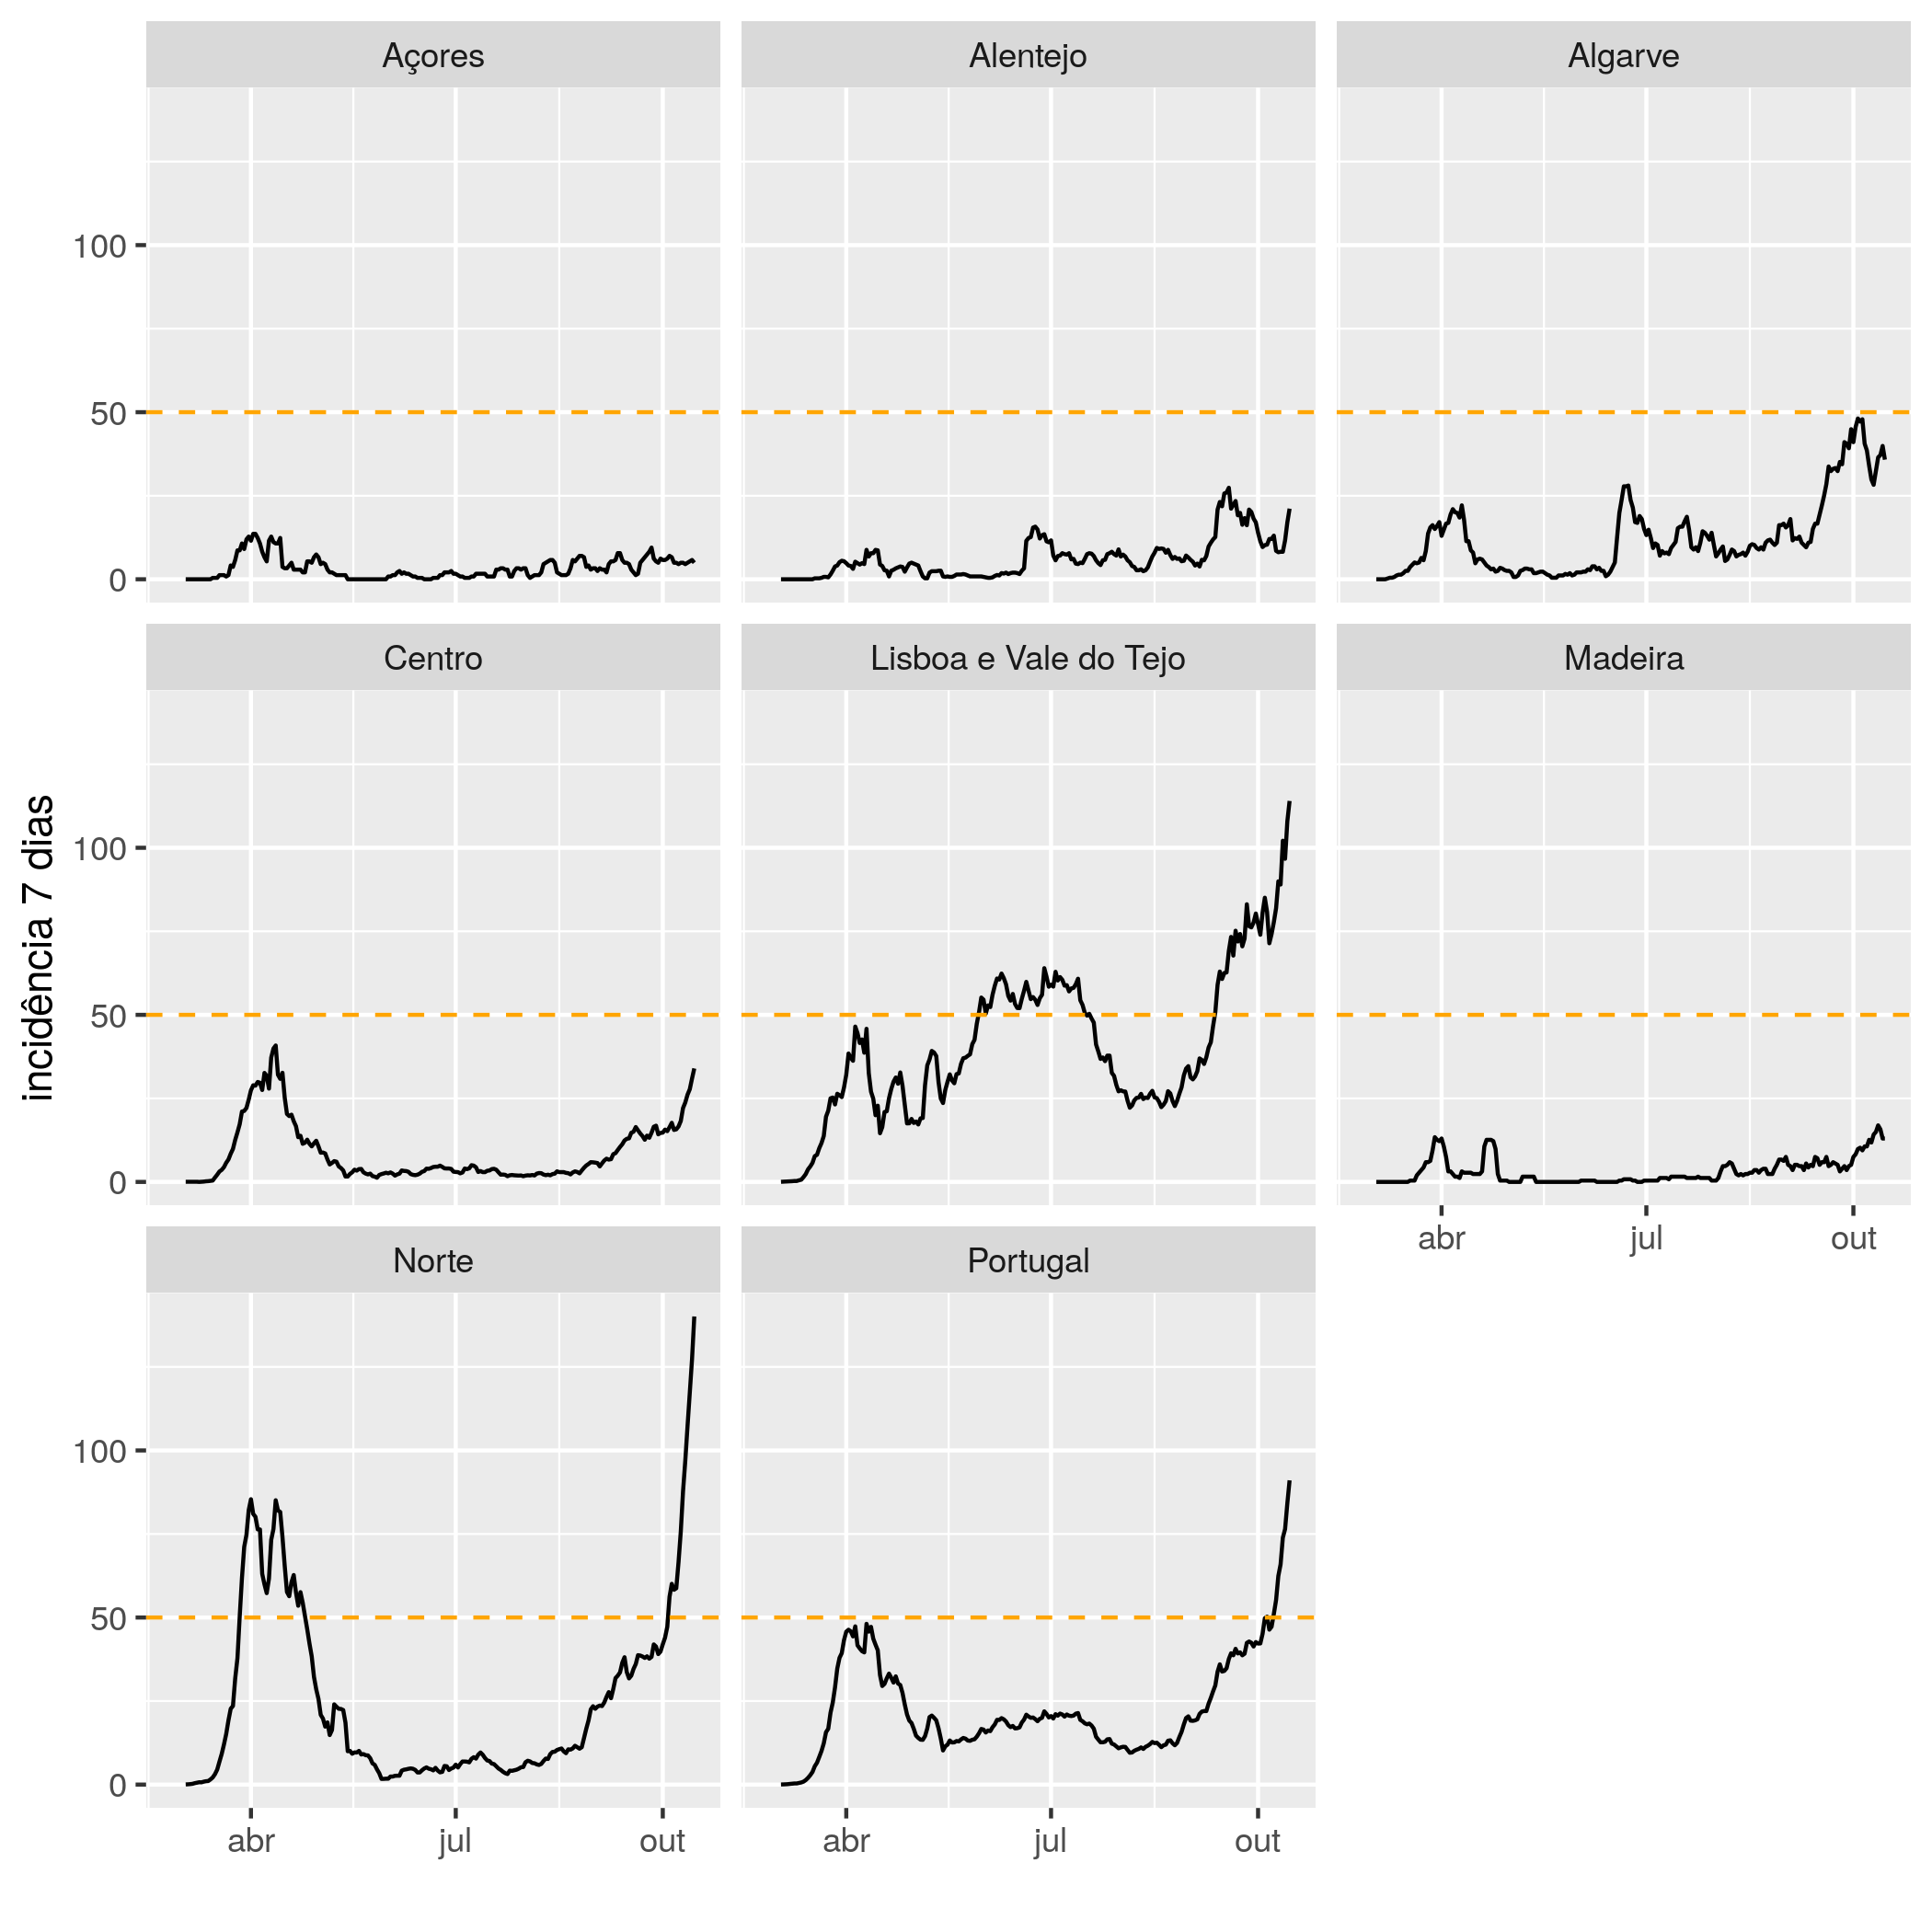 Açores
Alentejo
Algarve
100
50
0
Centro
Lisboa e Vale do Tejo
Madeira
incidência 7 dias
100
50
0
abr
jul
out
Norte
Portugal
100
50
0
abr
jul
out
abr
jul
out